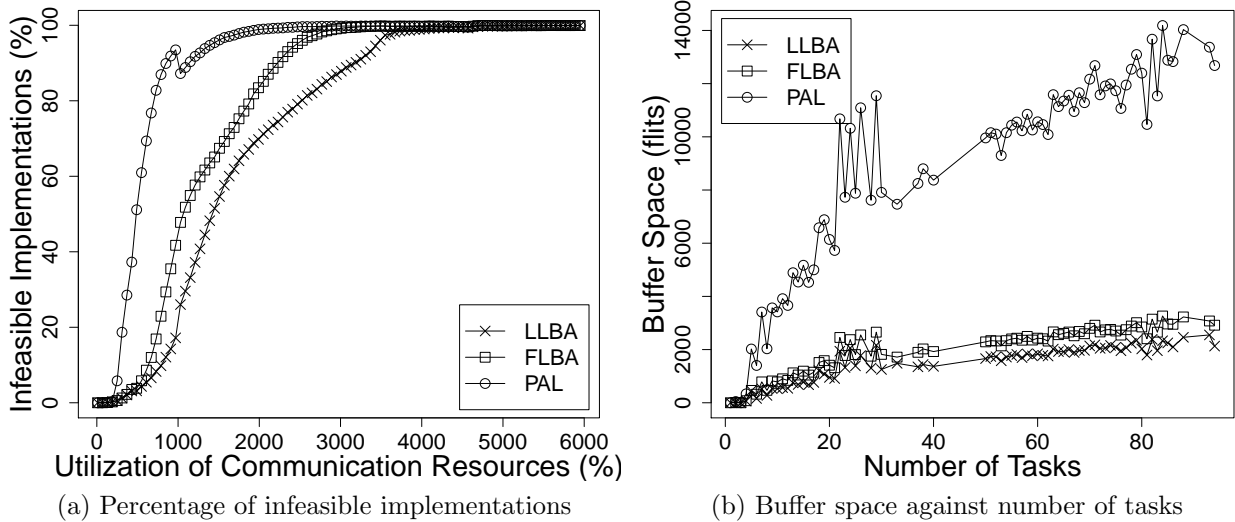 Infeasible Implementations (%)
100
80
60
40
20
0
LLBA
FLBA
PAL
0 1000 2000 3000 4000 5000 6000
Utilization of Communication Resources (%)
(a) Percentage of infeasible implementations
Buffer Space (flits)
14000
10000
6000
2000
0
LLBA
FLBA
PAL
0 20 40 60 80
Number of Tasks
(b) Buffer space against number of tasks